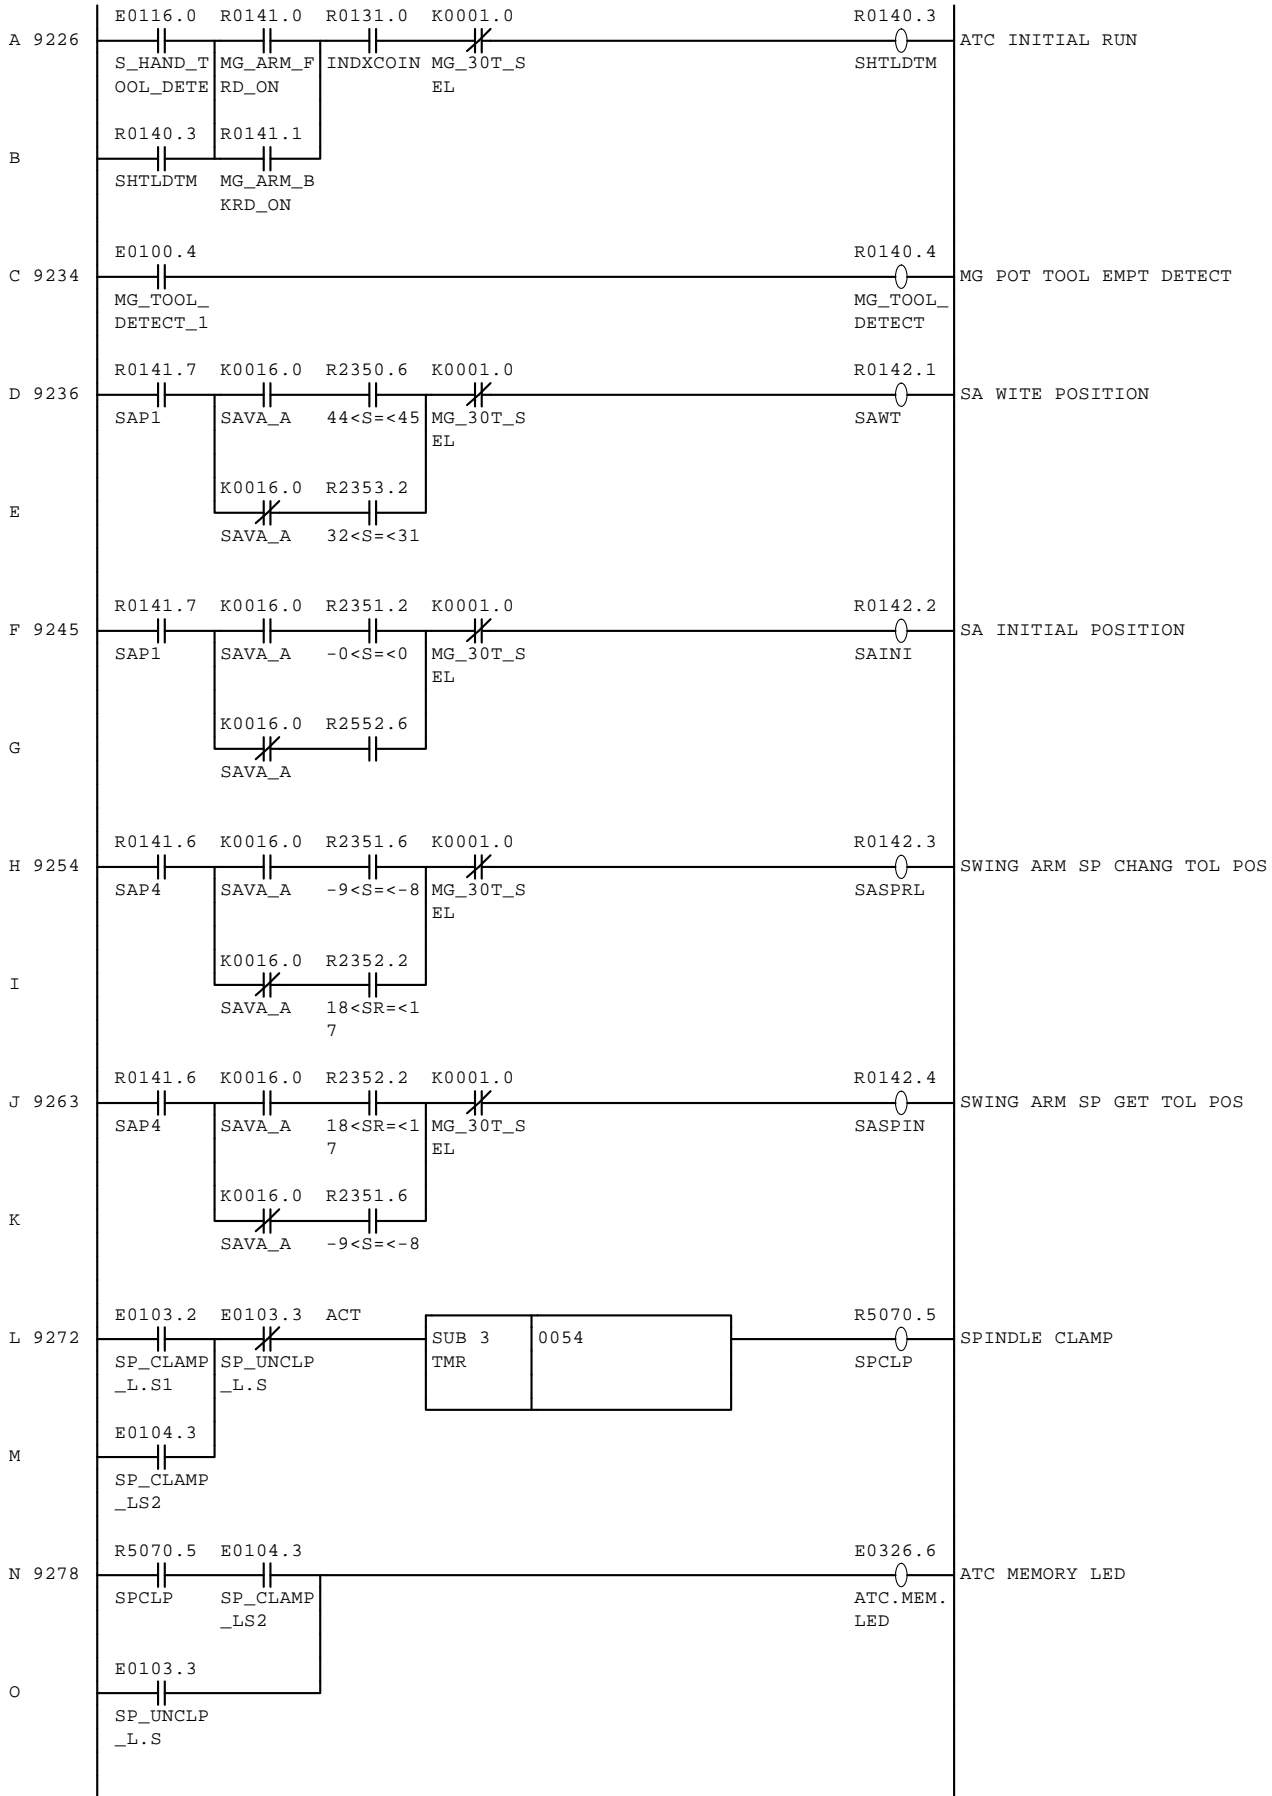 E0116.0 R0141.0 R0131.0 K0001.0 R0140.3
A 9226 ATC INITIAL RUN
S_HAND_T MG_ARM_F INDXCOIN MG_30T_S SHTLDTM
OOL_DETE RD_ON EL
R0140.3 R0141.1
B
SHTLDTM MG_ARM_B
KRD_ON
E0100.4 R0140.4
C 9234 MG POT TOOL EMPT DETECT
MG_TOOL_ MG_TOOL_
DETECT_1 DETECT
R0141.7 K0016.0 R2350.6 K0001.0 R0142.1
D 9236 SA WITE POSITION
SAP1 SAVA_A 44<S=<45 MG_30T_S SAWT
EL
K0016.0 R2353.2
E
SAVA_A 32<S=<31
R0141.7 K0016.0 R2351.2 K0001.0 R0142.2
F 9245 SA INITIAL POSITION
SAP1 SAVA_A -0<S=<0 MG_30T_S SAINI
EL
K0016.0 R2552.6
G
SAVA_A
R0141.6 K0016.0 R2351.6 K0001.0 R0142.3
H 9254 SWING ARM SP CHANG TOL POS
SAP4 SAVA_A -9<S=<-8 MG_30T_S SASPRL
EL
K0016.0 R2352.2
I
SAVA_A 18<SR=<1
7
R0141.6 K0016.0 R2352.2 K0001.0 R0142.4
J 9263 SWING ARM SP GET TOL POS
SAP4 SAVA_A 18<SR=<1 MG_30T_S SASPIN
7 EL
K0016.0 R2351.6
K
SAVA_A -9<S=<-8
E0103.2 E0103.3 ACT R5070.5
L 9272 SUB 3 0054 SPINDLE CLAMP
SP_CLAMP SP_UNCLP TMR SPCLP
_L.S1 _L.S
E0104.3
M
SP_CLAMP
_LS2
R5070.5 E0104.3 E0326.6
N 9278 ATC MEMORY LED
SPCLP SP_CLAMP ATC.MEM.
_LS2 LED
E0103.3
O
SP_UNCLP
_L.S